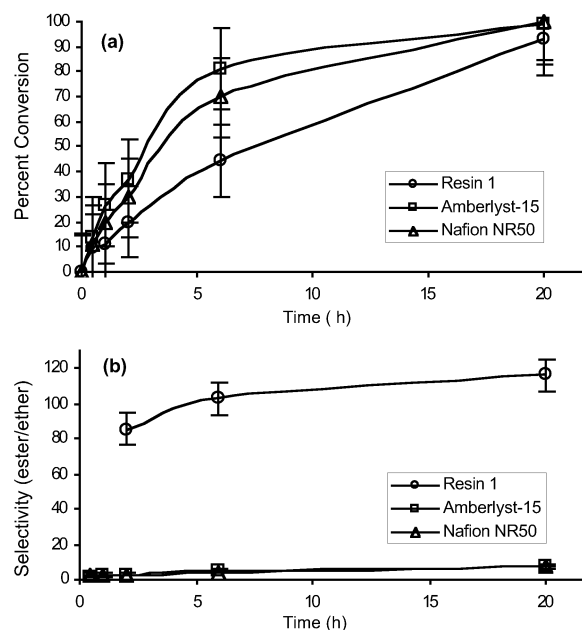 (a)
Percent Conversion
100
90
80
70
60
50
40
30
20
10
0
0 5 10 15 20
Time ( h)
Resin 1
Amberlyst-15
Nafion NR50
(b)
Selectivity (ester/ether)
120
100
80
60
40
20
0
0 5 10 15 20
Time (h)
Resin 1
Amberlyst-15
Nafion NR50